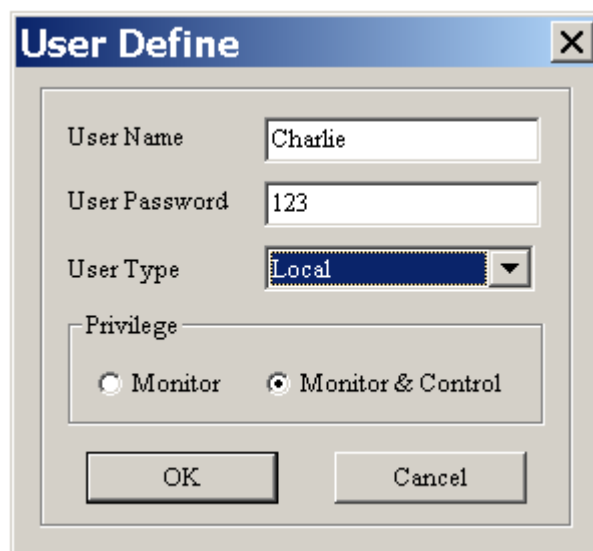 User Define
User Name Charlie
User Password 123
User Type Local
Privilege
Monitor Monitor & Control
OK Cancel